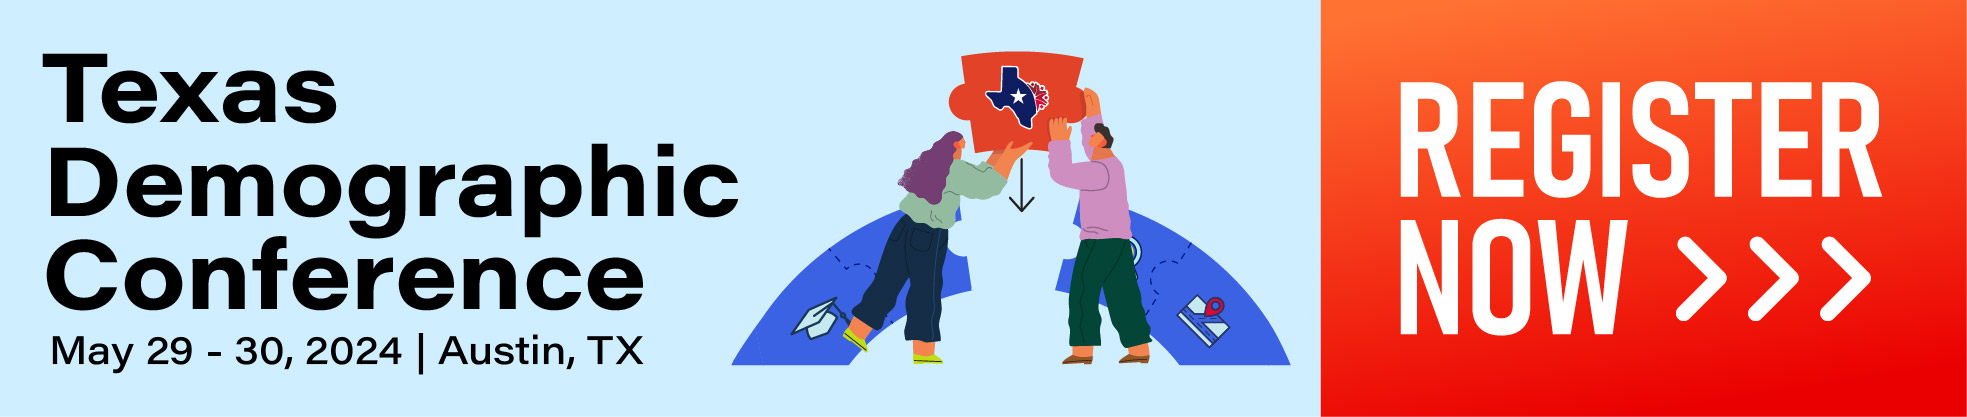 Texas
Demographic
Conference
May 29 - 30, 2024 | Austin, TX
REGISTER
NOW >>>